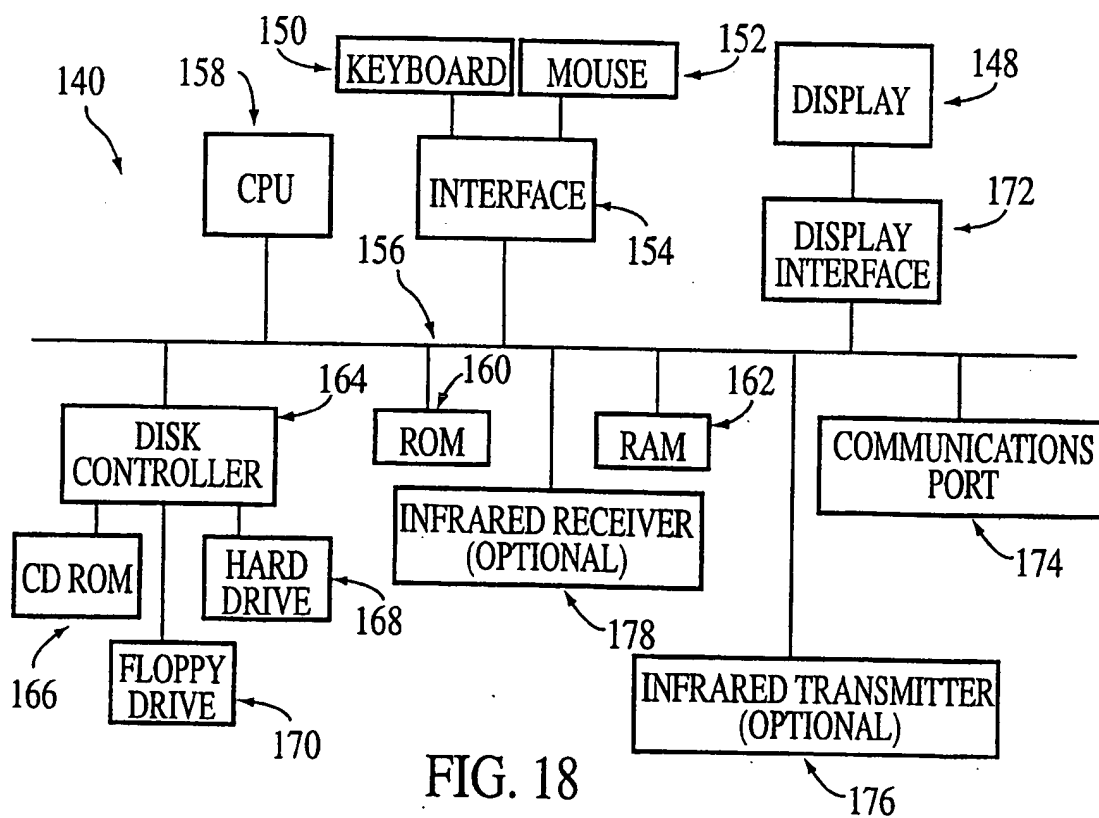 150
KEYBOARD
MOUSE
152
158
140
CPU
INTERFACE
154
DISPLAY
148
172
DISPLAY
INTERFACE
156
164
DISK
CONTROLLER
160
ROM
162
RAM
COMMUNICATIONS
PORT
174
INFRARED RECEIVER
(OPTIONAL)
178
CD ROM
166
HARD
DRIVE
168
FLOPPY
DRIVE
170
INFRARED TRANSMITTER
(OPTIONAL)
176
FIG. 18